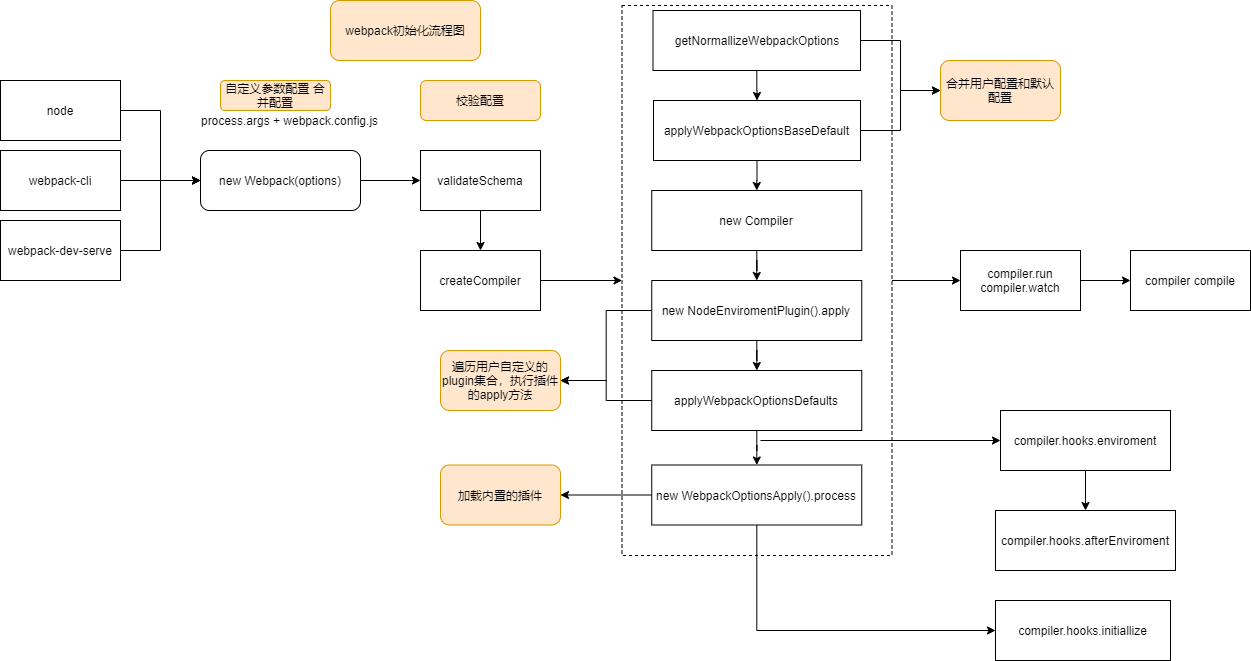 webpack初始化流程图
自定义参数配置 合
并配置
process.args + webpack.config.js
校验配置
node
webpack-cli
webpack-dev-serve
new Webpack(options)
validateSchema
createCompiler
getNormallizeWebpackOptions
applyWebpackOptionsBaseDefault
合并用户配置和默认
配置
new Compiler
new NodeEnviromentPlugin().apply
遍历用户自定义的
plugin集合，执行插件
的apply方法
applyWebpackOptionsDefaults
new WebpackOptionsApply().process
加载内置的插件
compiler.run
compiler.watch
compiler compile
compiler.hooks.enviroment
compiler.hooks.afterEnviroment
compiler.hooks.initiallize